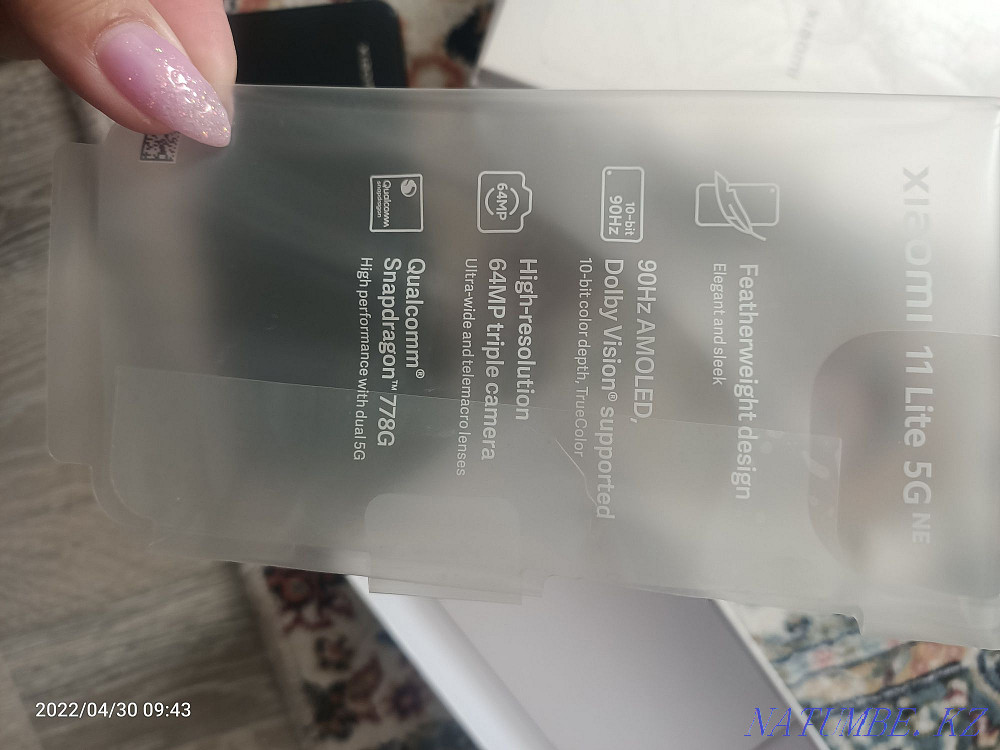 xiaomi 11 Lite 5G NE
Featherweight design
Elegant and sleek
10-bit
90Hz
90Hz AMOLED,
Dolby Vision® supported
10-bit color depth, TrueColor
64MP
High-resolution
64MP triple camera
Ultra-wide and telemacro lenses
Qualcomm
snapdragon
Qualcomm®
Snapdragon™ 778G
High performance with dual 5G
2022/04/30 09:43
NATUMBE.KZ